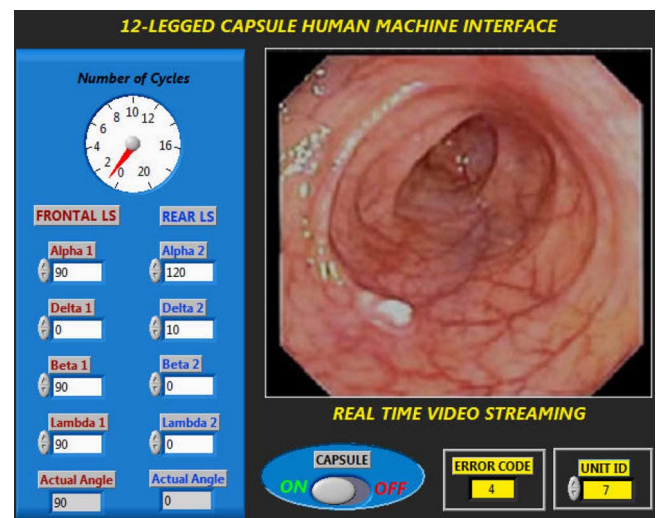 12-LEGGED CAPSULE HUMAN MACHINE INTERFACE
Number of Cycles
0 2 4 6 8 10 12 16 20
FRONTAL LS REAR LS
Alpha 1 Alpha 2
90 120
Delta 1 Delta 2
0 10
Beta 1 Beta 2
90 0
Lambda 1 Lambda 2
90 0
Actual Angle Actual Angle
90 0
REAL TIME VIDEO STREAMING
CAPSULE
ON OFF
ERROR CODE
4
UNIT ID
7